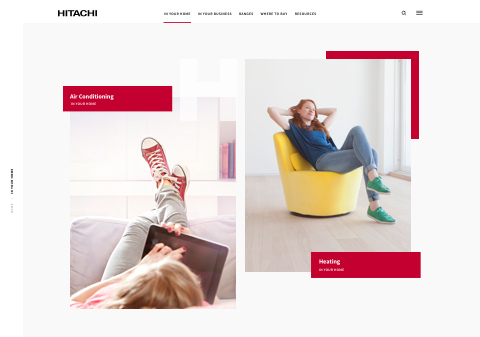 HITACHI
IN YOUR HOME IN YOUR BUSINESS RANGES WHERE TO BUY RESOURCES
Air Conditioning
IN YOUR HOME
Heating
IN YOUR HOME
IN YOUR HOME